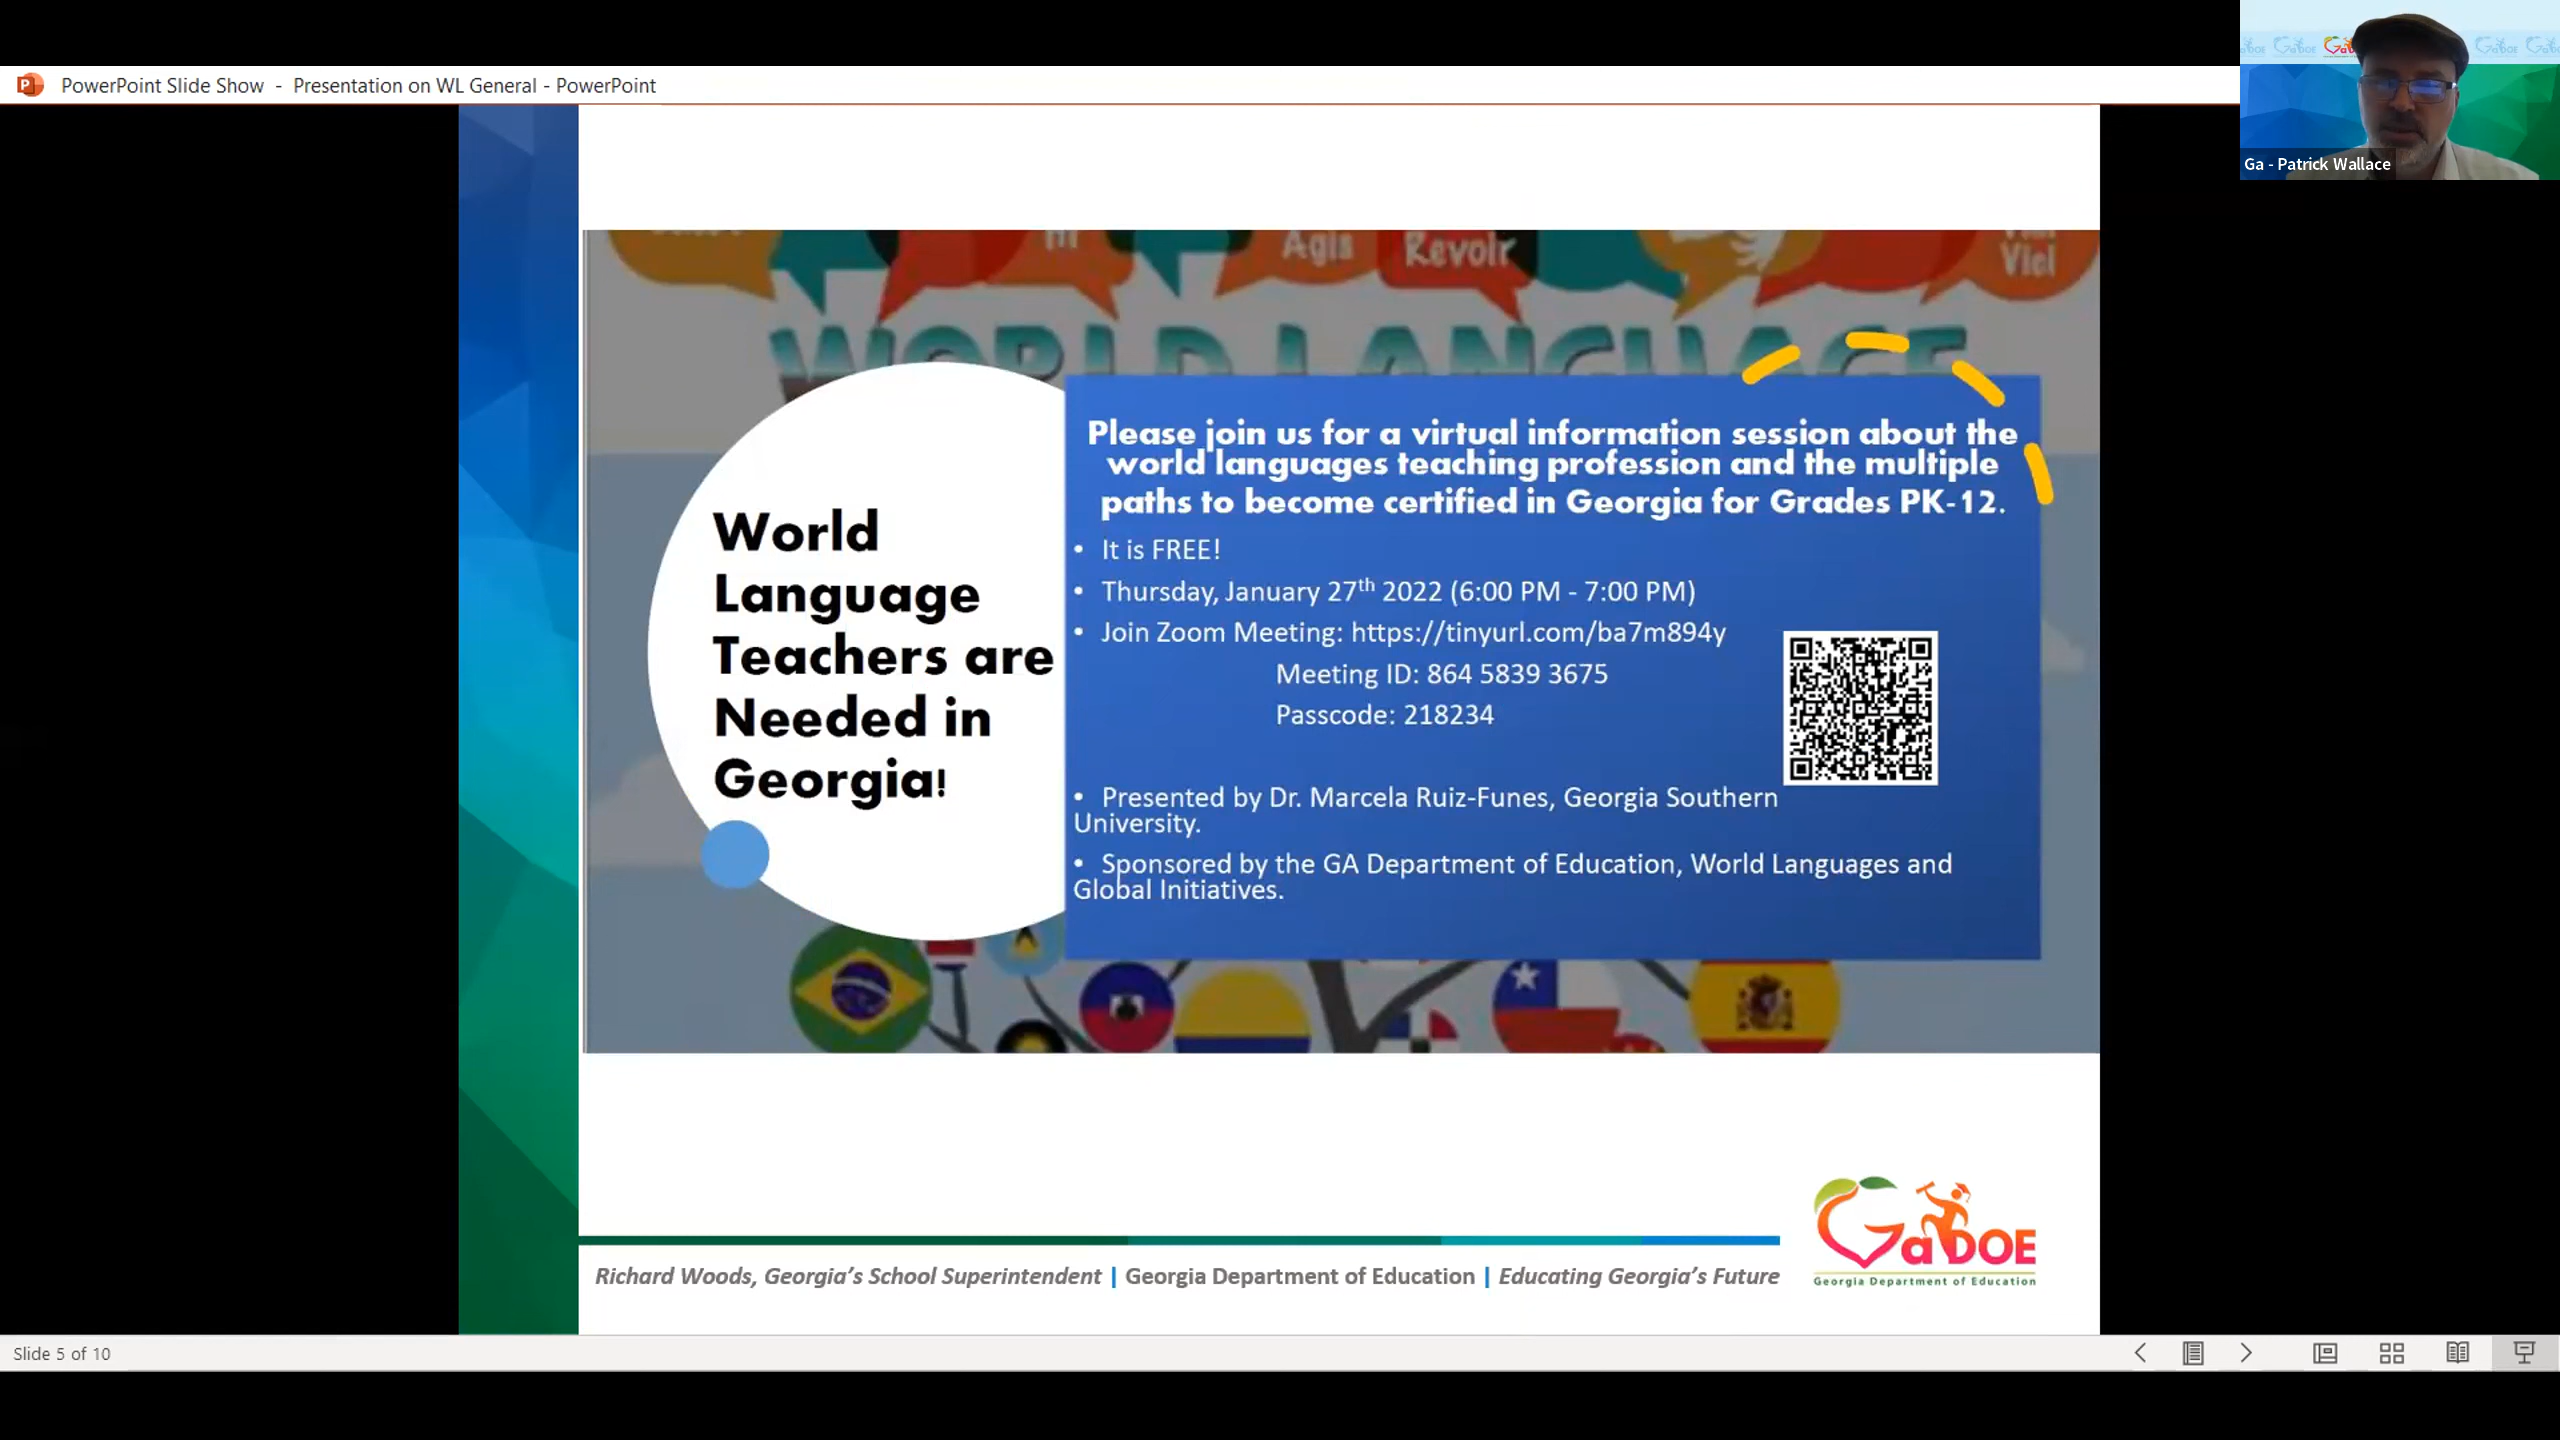 PowerPoint Slide Show - Presentation on WL General - PowerPoint
Ga - Patrick Wallace
Agis
Revoir
Viel
WORLD LANGUAGE
World
Language
Teachers are
Needed in
Georgia!
Please join us for a virtual information session about the
world languages teaching profession and the multiple
paths to become certified in Georgia for Grades PK-12.
• It is FREE!
• Thursday, January 27th 2022 (6:00 PM - 7:00 PM)
• Join Zoom Meeting: https://tinyurl.com/ba7m894y
Meeting ID: 864 5839 3675
Passcode: 218234
• Presented by Dr. Marcela Ruiz-Funes, Georgia Southern
University.
• Sponsored by the GA Department of Education, World Languages and
Global Initiatives.
Richard Woods, Georgia's School Superintendent | Georgia Department of Education | Educating Georgia's Future
GaDOE
Georgia Department of Education
Slide 5 of 10